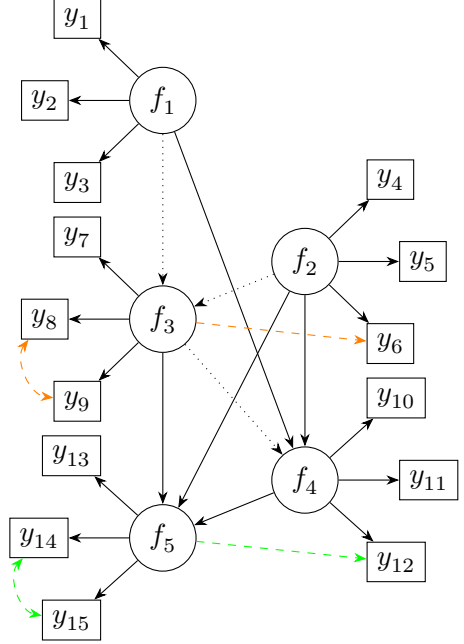 y₁
y₂
f₁
y₃
y₄
y₇
f₂
y₅
y₈
f₃
y₆
y₉
y₁₀
y₁₃
f₄
y₁₁
y₁₄
f₅
y₁₂
y₁₅